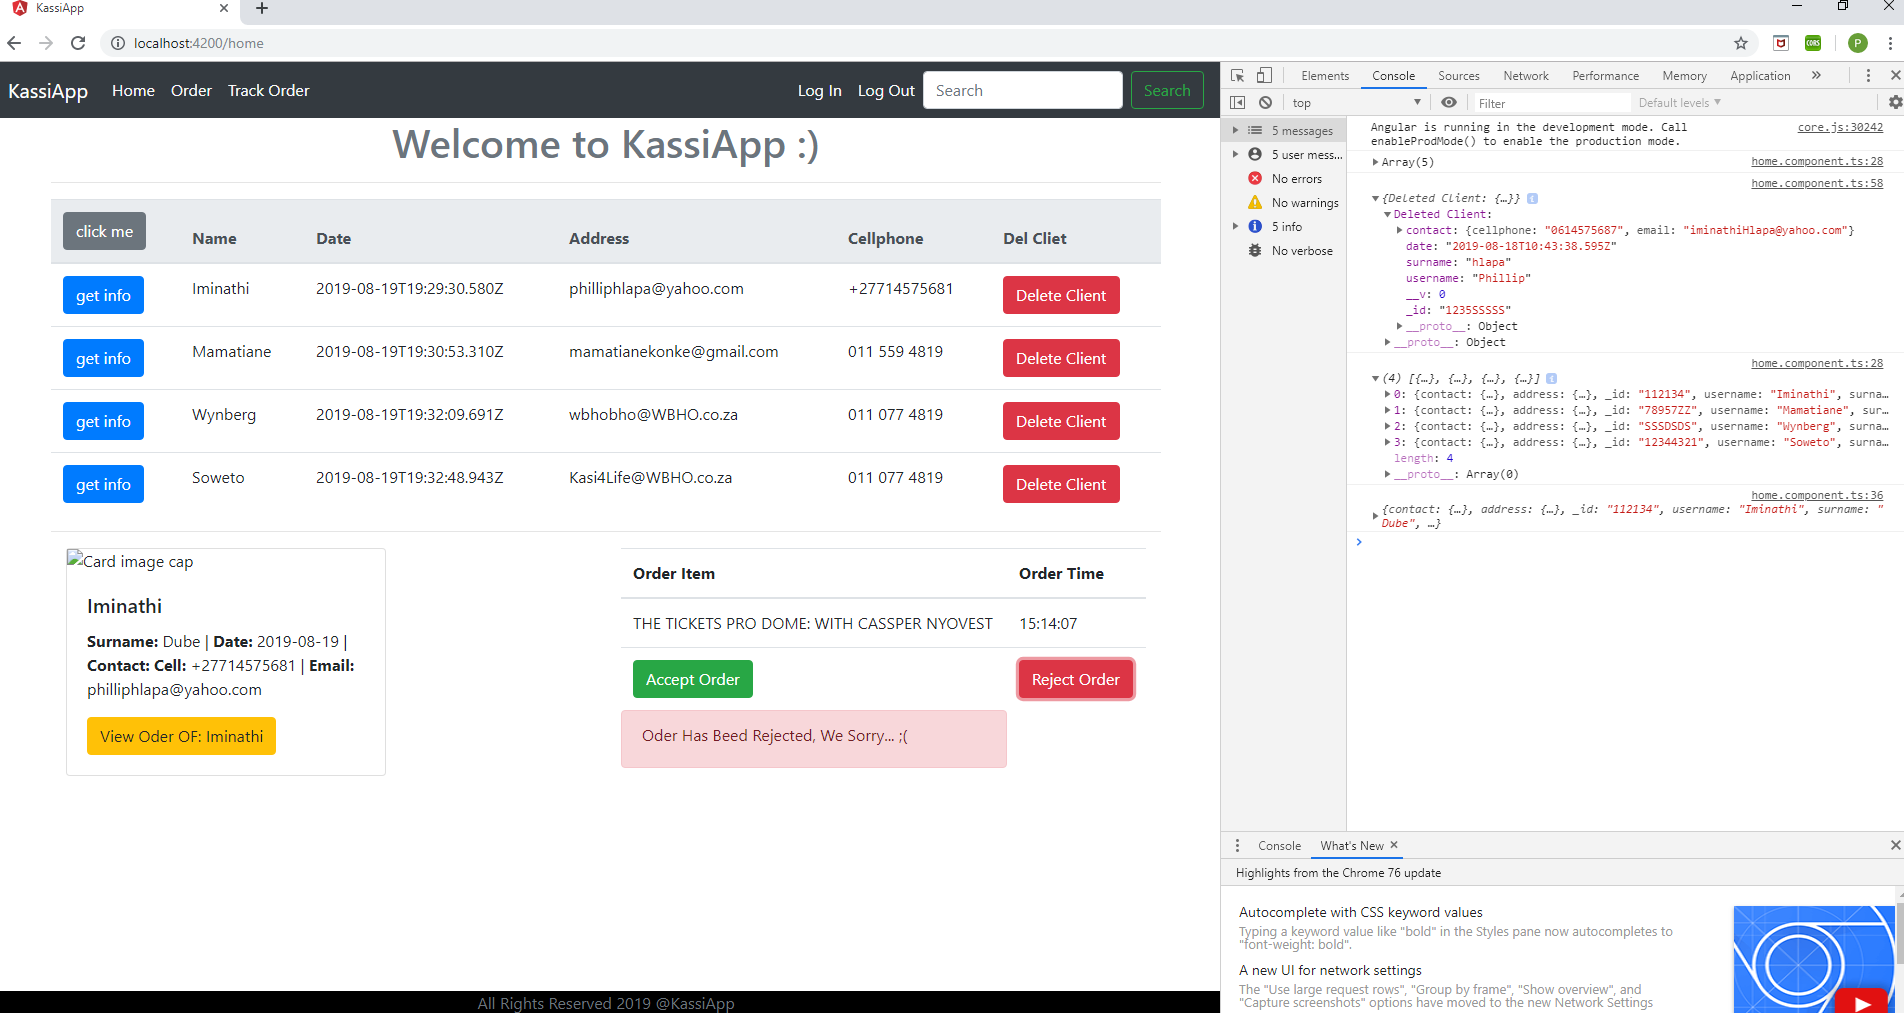 KassiApp
localhost:4200/home
P
KassiApp Home Order Track Order Log In Log Out Search Search
Welcome to KassiApp :)
click me Name Date Address Cellphone Del Cliet
get info Iminathi 2019-08-19T19:29:30.580Z philliphlapa@yahoo.com +27714575681 Delete Client
get info Mamatiane 2019-08-19T19:30:53.310Z mamatianekonke@gmail.com 011 559 4819 Delete Client
get info Wynberg 2019-08-19T19:32:09.691Z wbhobho@WBHO.co.za 011 077 4819 Delete Client
get info Soweto 2019-08-19T19:32:48.943Z Kasi4Life@WBHO.co.za 011 077 4819 Delete Client
Card image cap
Iminathi
Surname: Dube | Date: 2019-08-19 |
Contact: Cell: +27714575681 | Email:
philliphlapa@yahoo.com
View Oder OF: Iminathi
Order Item Order Time
THE TICKETS PRO DOME: WITH CASSPER NYOVEST 15:14:07
Accept Order Reject Order
Oder Has Beed Rejected, We Sorry... ;(
All Rights Reserved 2019 @KassiApp
Elements Console Sources Network Performance Memory Application »
top Filter Default levels
5 messages
5 user mess...
No errors
No warnings
5 info
No verbose
Angular is running in the development mode. Call core.js:30242
enableProdMode() to enable the production mode.
Array(5) home.component.ts:28
home.component.ts:58
{Deleted Client: {…}}
Deleted Client:
contact: {cellphone: "0614575687", email: "iminathiHlapa@yahoo.com"}
date: "2019-08-18T10:43:38.595Z"
surname: "hlapa"
username: "Phillip"
__v: 0
_id: "1235SSSSS"
__proto__: Object
__proto__: Object
home.component.ts:28
(4) [{…}, {…}, {…}, {…}]
0: {contact: {…}, address: {…}, _id: "112134", username: "Iminathi", surna…
1: {contact: {…}, address: {…}, _id: "78957ZZ", username: "Mamatiane", sur…
2: {contact: {…}, address: {…}, _id: "SSSDSDS", username: "Wynberg", surna…
3: {contact: {…}, address: {…}, _id: "12344321", username: "Soweto", surna…
length: 4
__proto__: Array(0)
home.component.ts:36
{contact: {…}, address: {…}, _id: "112134", username: "Iminathi", surname: "
Dube", …}
Console What's New
Highlights from the Chrome 76 update
Autocomplete with CSS keyword values
Typing a keyword value like "bold" in the Styles pane now autocompletes to
"font-weight: bold".
A new UI for network settings
The "Use large request rows", "Group by frame", "Show overview", and
"Capture screenshots" options have moved to the new Network Settings